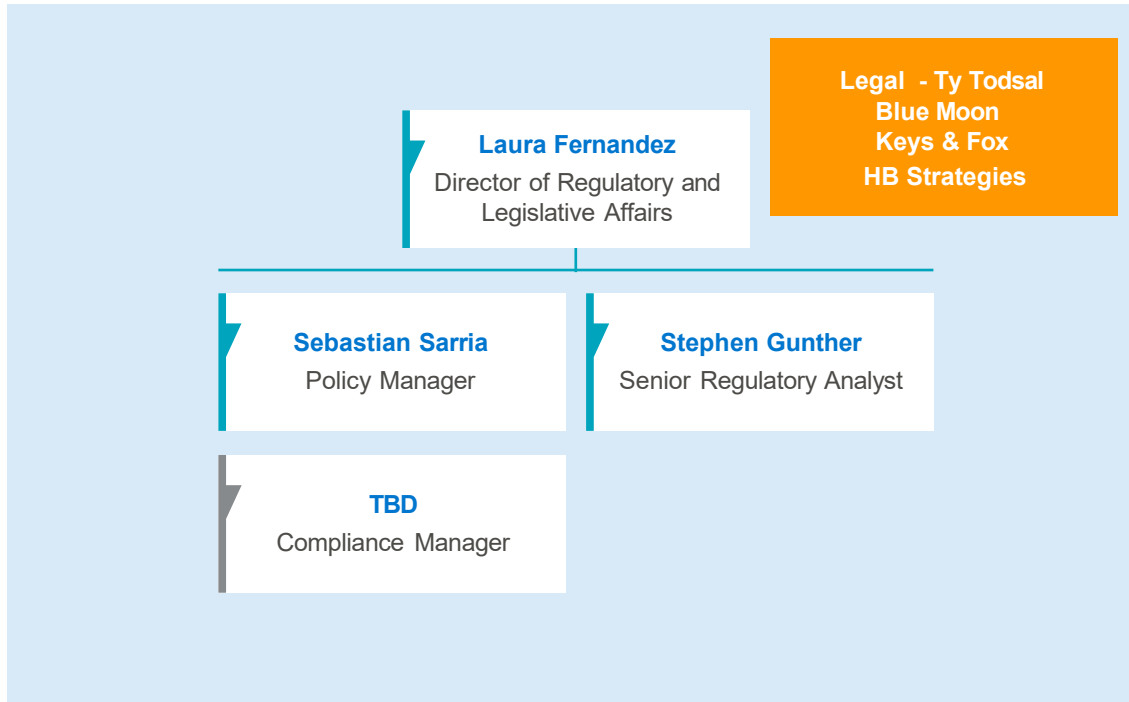 Legal - Ty Todsal
Blue Moon
Keys & Fox
HB Strategies
Laura Fernandez
Director of Regulatory and
Legislative Affairs
Sebastian Sarria
Policy Manager
Stephen Gunther
Senior Regulatory Analyst
TBD
Compliance Manager